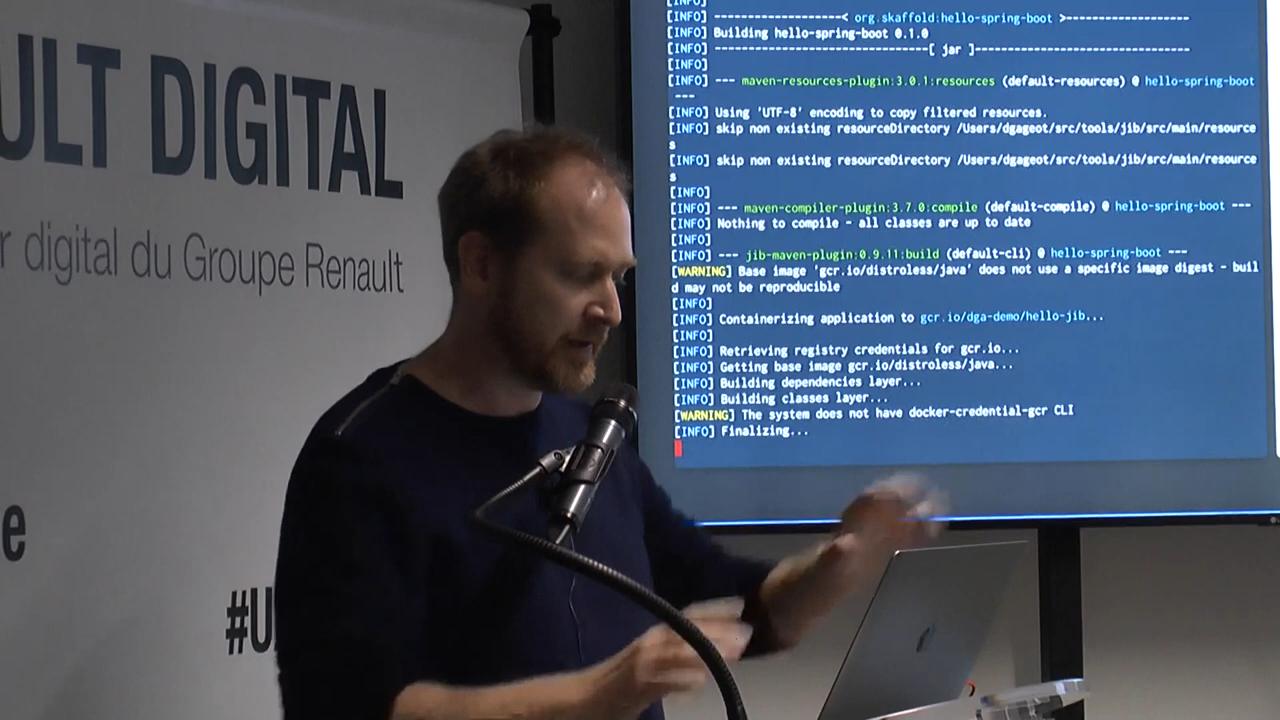 ULT DIGITAL
r digital du Groupe Renault
e
#U
[INFO]
[INFO] ------------------< org.skaffold:hello-spring-boot >------------------
[INFO] Building hello-spring-boot 0.1.0
[INFO] --------------------------------[ jar ]---------------------------------
[INFO]
[INFO] --- maven-resources-plugin:3.0.1:resources (default-resources) @ hello-spring-boot
---
[INFO] Using 'UTF-8' encoding to copy filtered resources.
[INFO] skip non existing resourceDirectory /Users/dgageot/src/tools/jib/src/main/resource
s
[INFO] skip non existing resourceDirectory /Users/dgageot/src/tools/jib/src/main/resource
s
[INFO]
[INFO] --- maven-compiler-plugin:3.7.0:compile (default-compile) @ hello-spring-boot ---
[INFO] Nothing to compile - all classes are up to date
[INFO]
[INFO] --- jib-maven-plugin:0.9.11:build (default-cli) @ hello-spring-boot ---
[WARNING] Base image 'gcr.io/distroless/java' does not use a specific image digest - buil
d may not be reproducible
[INFO]
[INFO] Containerizing application to gcr.io/dga-demo/hello-jib...
[INFO]
[INFO] Retrieving registry credentials for gcr.io...
[INFO] Getting base image gcr.io/distroless/java...
[INFO] Building dependencies layer...
[INFO] Building classes layer...
[WARNING] The system does not have docker-credential-gcr CLI
[INFO] Finalizing...